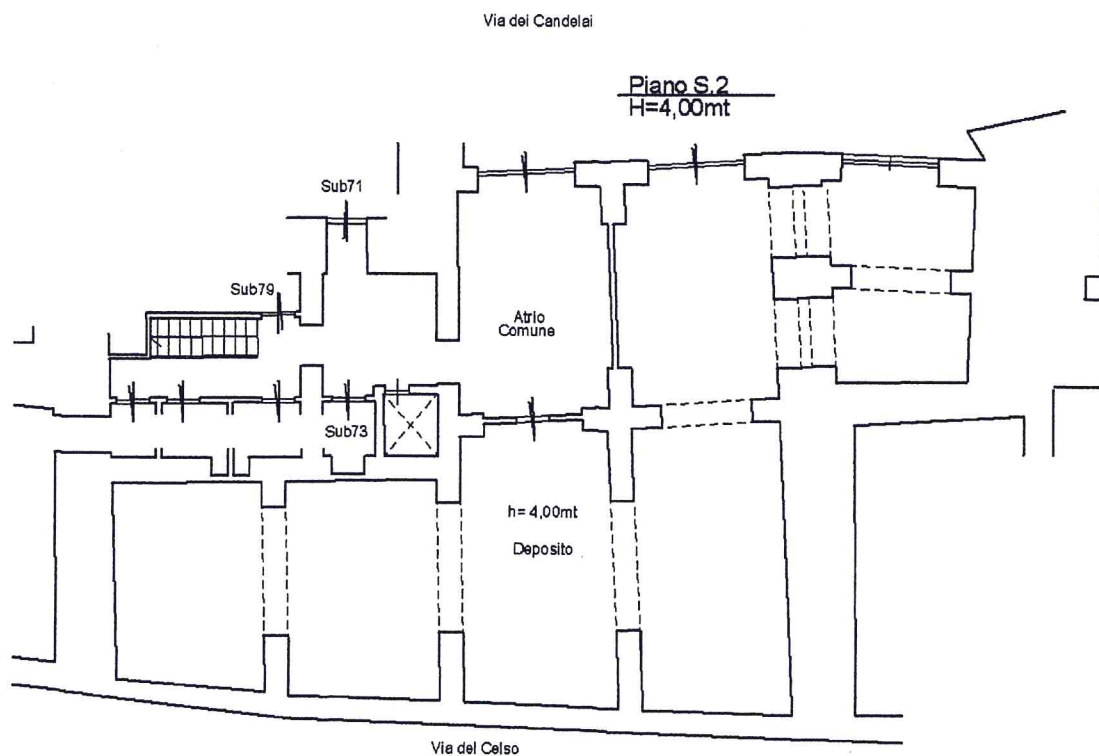 Via dei Candelai
Piano S.2
H=4,00mt
Sub71
Sub79
Atrio
Comune
Sub73
h= 4,00mt
Deposito
Via del Celso